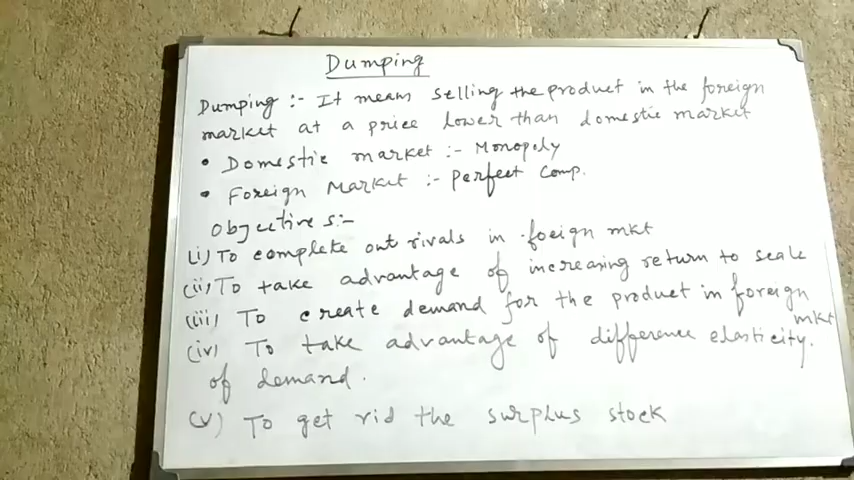 Dumping
Dumping :- It means selling the product in the foreign
market at a price lower than domestic market
• Domestic market :- Monopoly
• Foreign Market :- Perfect Comp.
Objectives:-
(i) To complete out rivals in foeign mkt
(ii) To take advantage of increasing return to scale
(iii) To create demand for the product in foreign
mkt
(iv) To take advantage of difference elasticity.
of demand.
(v) To get rid the surplus stock